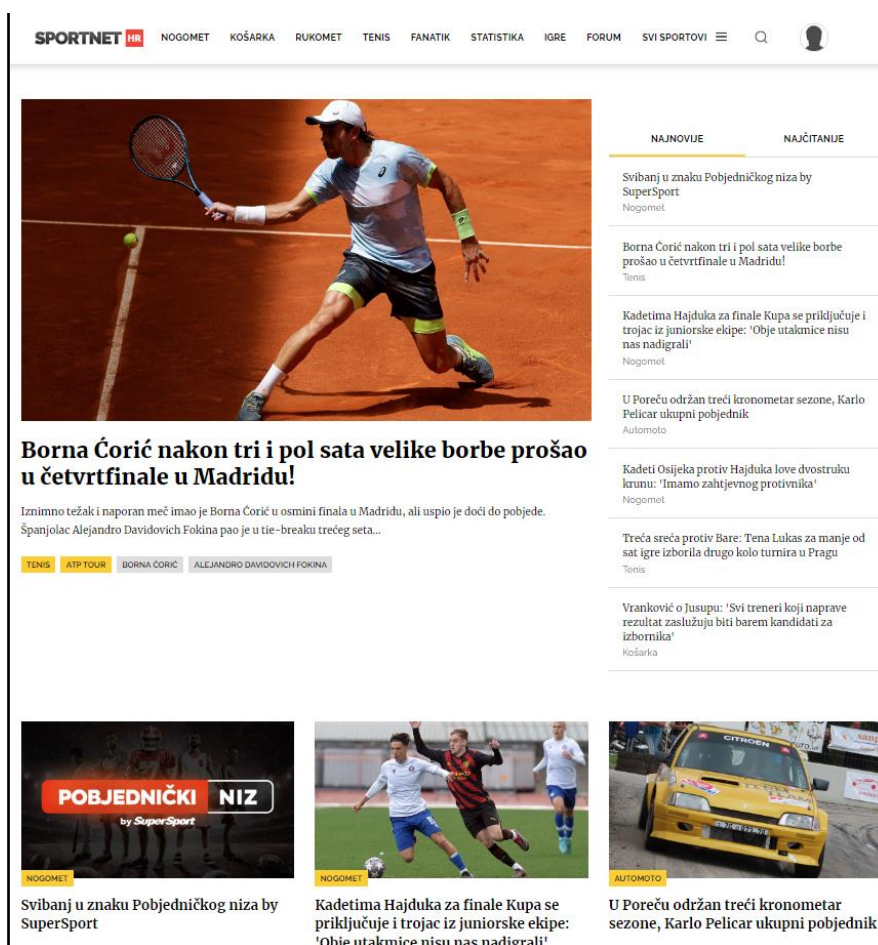 SPORTNET HR NOGOMET KOŠARKA RUKOMET TENIS FANATIK STATISTIKA IGRE FORUM SVI SPORTOVI
Borna Ćorić nakon tri i pol sata velike borbe prošao
u četvrtfinale u Madridu!
Iznimno težak i naporan meč imao je Borna Ćorić u osmini finala u Madridu, ali uspio je doći do pobjede.
Španjolac Alejandro Davidovich Fokina pao je u tie-breaku trećeg seta...
TENIS ATP TOUR BORNA ĆORIĆ ALEJANDRO DAVIDOVICH FOKINA
NAJNOVIJE NAJČITANIJE
Svibanj u znaku Pobjedničkog niza by
SuperSport
Nogomet
Borna Ćorić nakon tri i pol sata velike borbe
prošao u četvrtfinale u Madridu!
Tenis
Kadetima Hajduka za finale Kupa se priključuje i
trojac iz juniorske ekipe: 'Obje utakmice nisu
nas nadigrali'
Nogomet
U Poreču održan treći kronometar sezone, Karlo
Pelicar ukupni pobjednik
Automoto
Kadeti Osijeka protiv Hajduka love dvostruku
krunu: 'Imamo zahtjevnog protivnika'
Nogomet
Treća sreća protiv Bare: Tena Lukas za manje od
sat igre izborila drugo kolo turnira u Pragu
Tenis
Vranković o Jusupu: 'Svi treneri koji naprave
rezultat zaslužuju biti barem kandidati za
izbornika'
Košarka
POBJEDNIČKI NIZ
by SuperSport
NOGOMET
Svibanj u znaku Pobjedničkog niza by
SuperSport
NOGOMET
Kadetima Hajduka za finale Kupa se
priključuje i trojac iz juniorske ekipe:
'Obje utakmice nisu nas nadigrali'
CITROËN
AUTOMOTO
U Poreču održan treći kronometar
sezone, Karlo Pelicar ukupni pobjednik